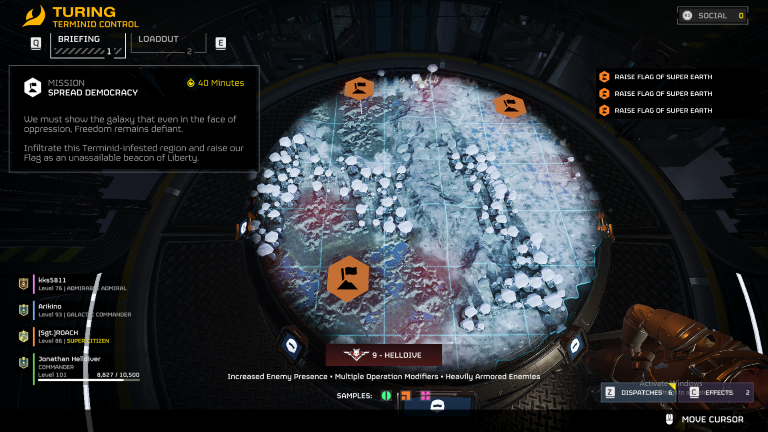 TURING
TERMINID CONTROL
SOCIAL 0
Q
BRIEFING
1
LOADOUT
2
E
MISSION
SPREAD DEMOCRACY
40 Minutes
We must show the galaxy that even in the face of
oppression, Freedom remains defiant.
Infiltrate this Terminid-infested region and raise our
Flag as an unassailable beacon of Liberty.
RAISE FLAG OF SUPER EARTH
RAISE FLAG OF SUPER EARTH
RAISE FLAG OF SUPER EARTH
kks5811
Level 76 | ADMIRABLE ADMIRAL
Arikino
Level 93 | GALACTIC COMMANDER
[Sgt.]ROACH
Level 86 | SUPER CITIZEN
Jonathan Helldiver
COMMANDER
Level 101
8,827 / 10,500
9 - HELLDIVE
Increased Enemy Presence • Multiple Operation Modifiers • Heavily Armored Enemies
SAMPLES:
Activate Windows
Z DISPATCHES 6
C EFFECTS 2
MOVE CURSOR